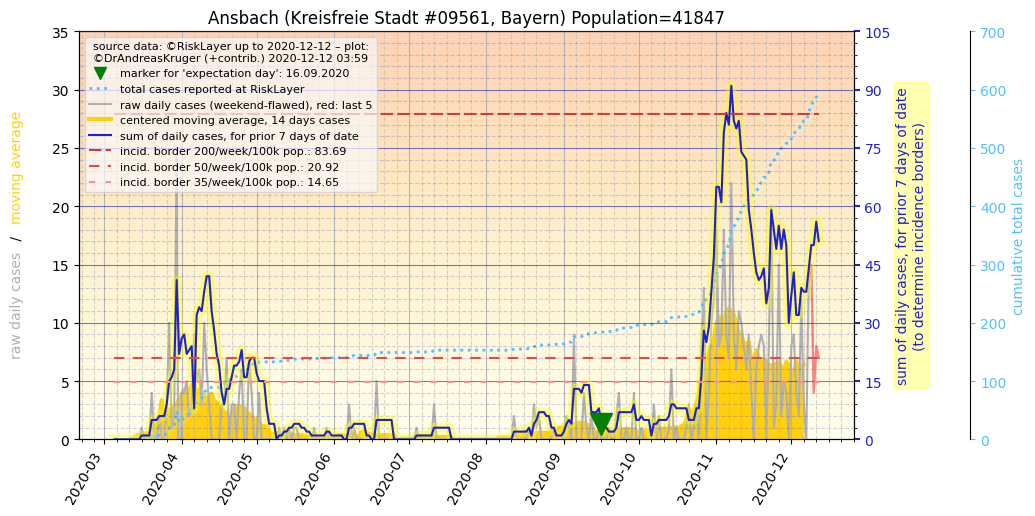 Ansbach (Kreisfreie Stadt #09561, Bayern) Population=41847
source data: ©RiskLayer up to 2020-12-12 – plot:
©DrAndreasKruger (+contrib.) 2020-12-12 03:59
marker for 'expectation day': 16.09.2020
total cases reported at RiskLayer
raw daily cases (weekend-flawed), red: last 5
centered moving average, 14 days cases
sum of daily cases, for prior 7 days of date
incid. border 200/week/100k pop.: 83.69
incid. border 50/week/100k pop.: 20.92
incid. border 35/week/100k pop.: 14.65
raw daily cases / moving average
35
30
25
20
15
10
5
0
2020-03
2020-04
2020-05
2020-06
2020-07
2020-08
2020-09
2020-10
2020-11
2020-12
105
90
75
60
45
30
15
0
sum of daily cases, for prior 7 days of date
(to determine incidence borders)
700
600
500
400
300
200
100
0
cumulative total cases